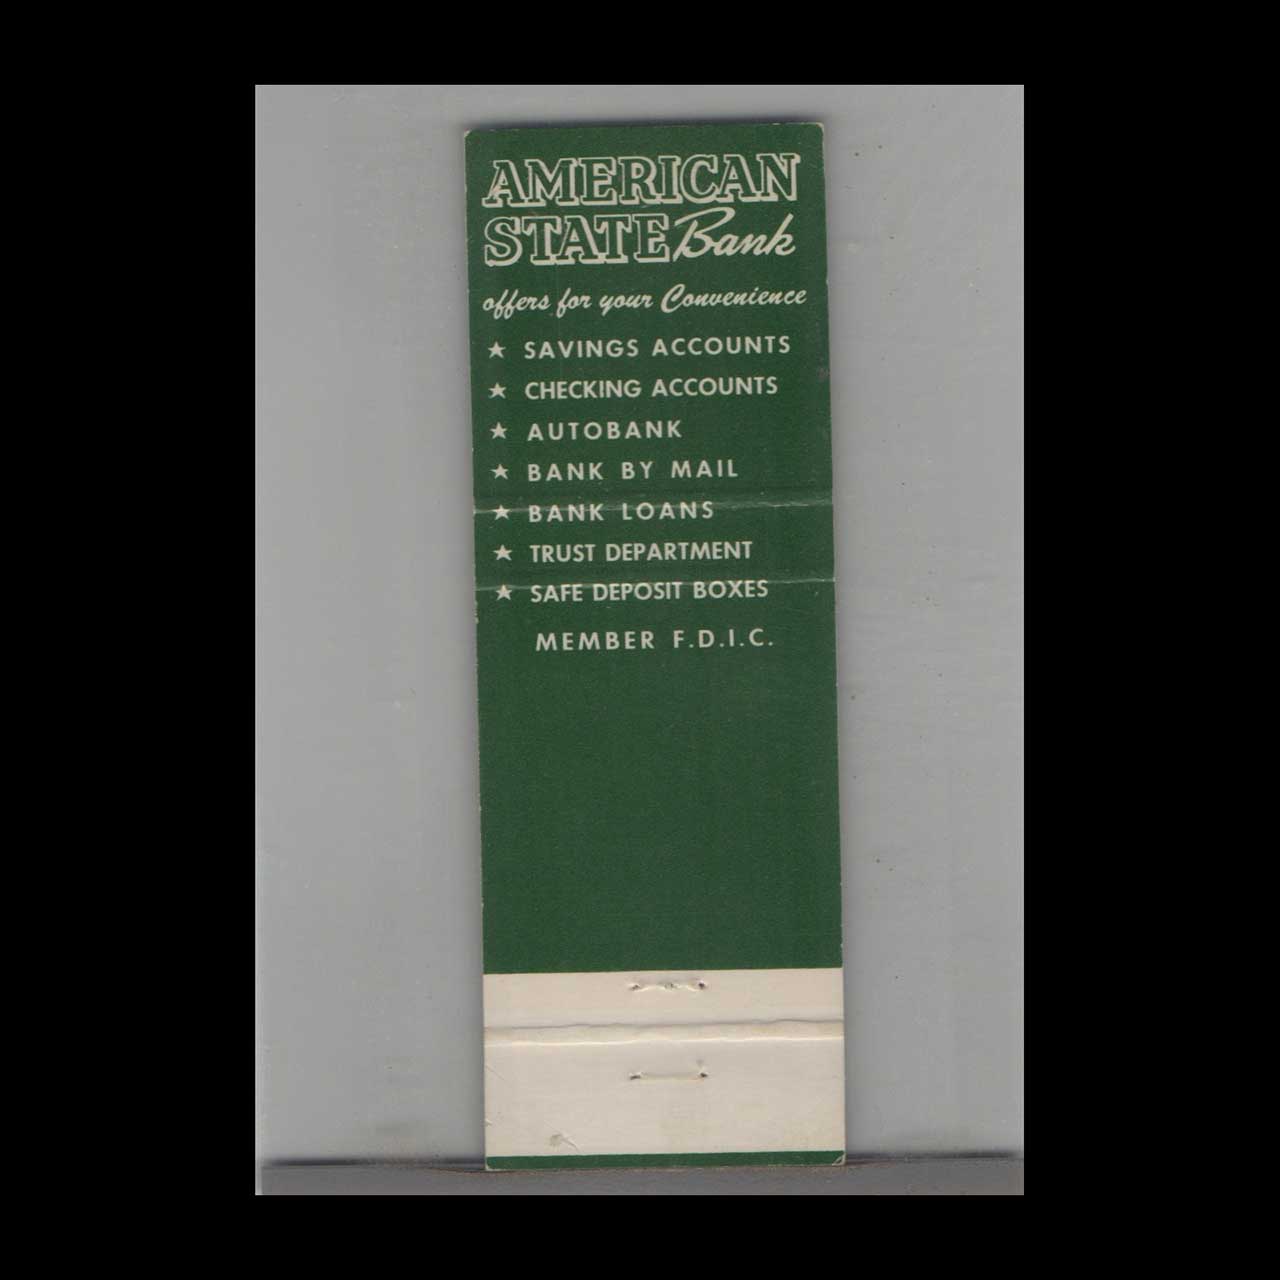 AMERICAN
STATE Bank
offers for your Convenience
★ SAVINGS ACCOUNTS
★ CHECKING ACCOUNTS
★ AUTOBANK
★ BANK BY MAIL
★ BANK LOANS
★ TRUST DEPARTMENT
★ SAFE DEPOSIT BOXES
MEMBER F.D.I.C.